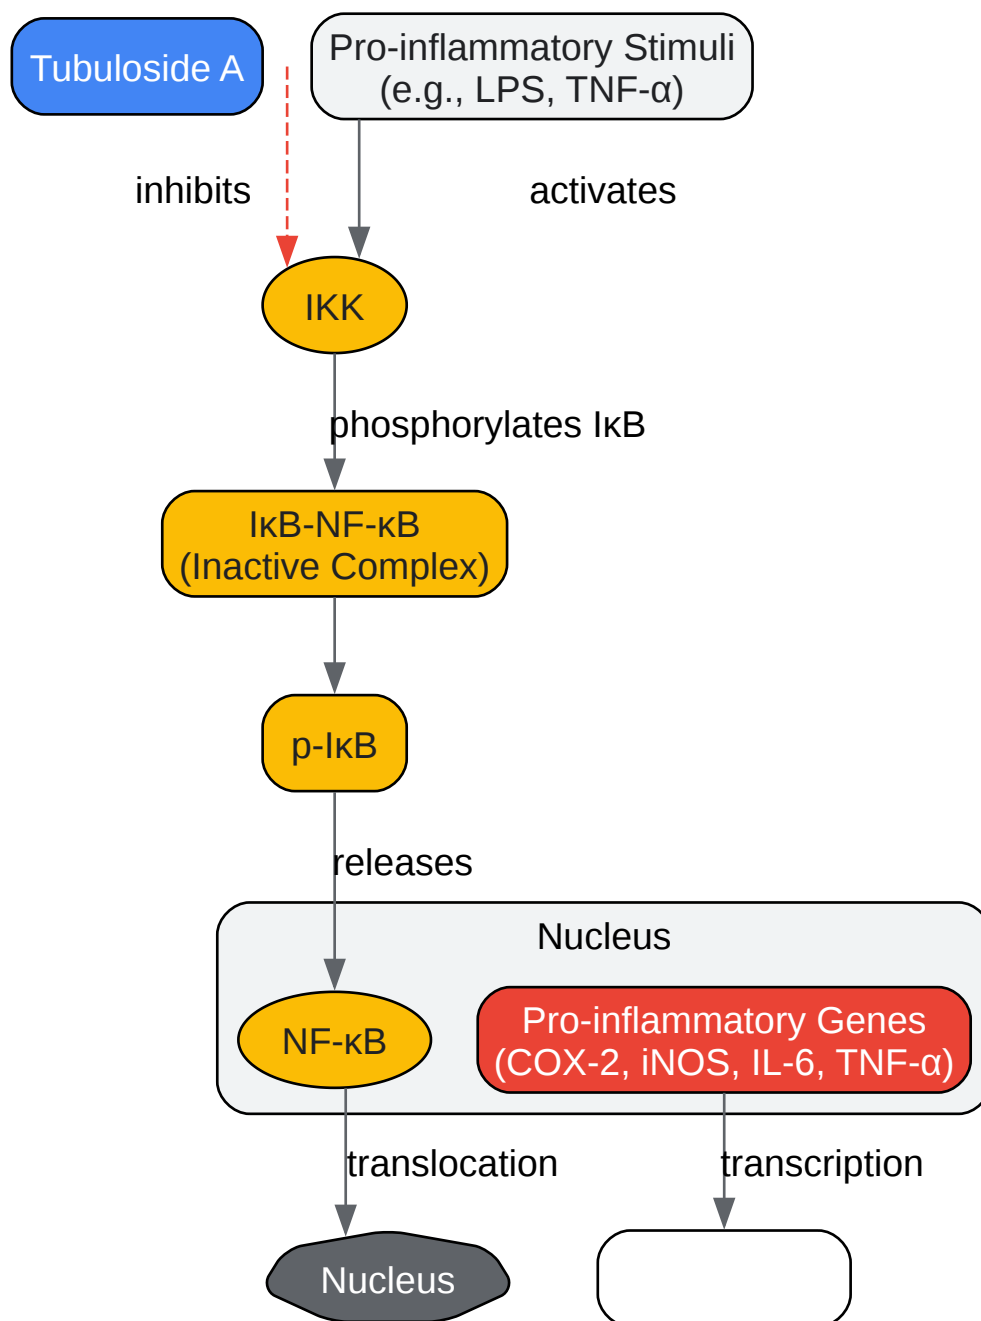 Tubuloside A
Pro-inflammatory Stimuli
(e.g., LPS, TNF-α)
inhibits
activates
IKK
phosphorylates IκB
IκB-NF-κB
(Inactive Complex)
p-IκB
releases
Nucleus
NF-κB
Pro-inflammatory Genes
(COX-2, iNOS, IL-6, TNF-α)
translocation
transcription
Nucleus